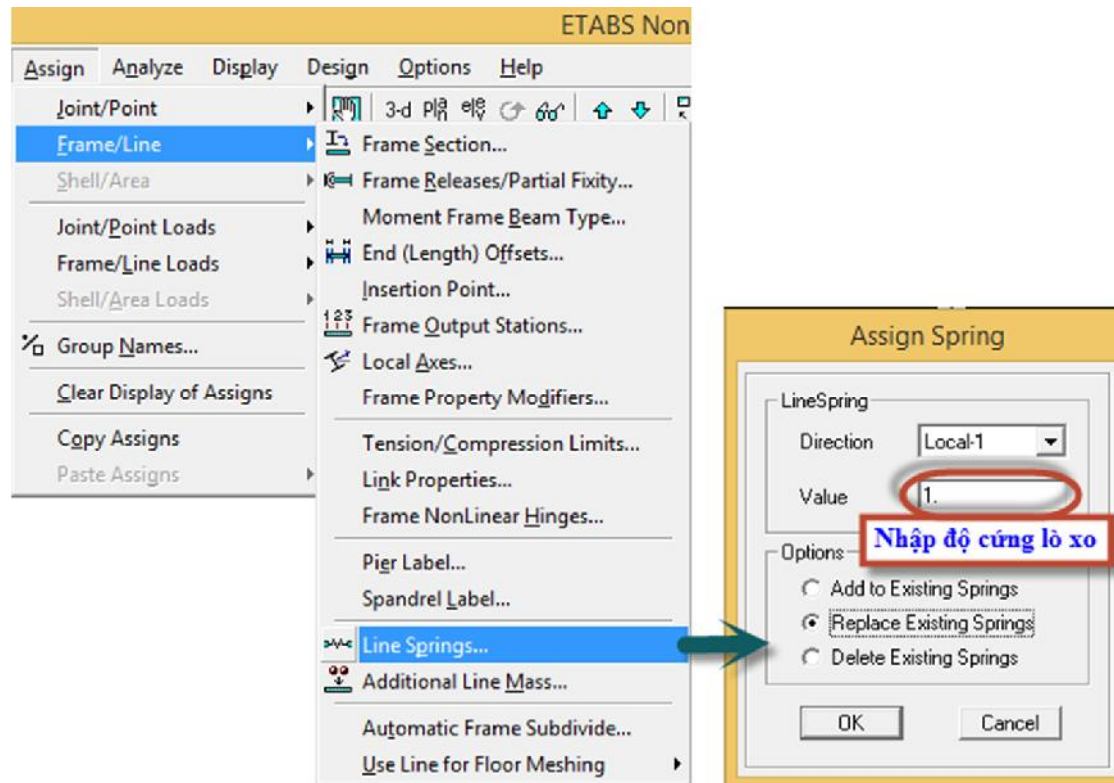 ETABS Non
Assign Analyze Display Design Options Help
3-d
Joint/Point
Frame/Line
Shell/Area
Joint/Point Loads
Frame/Line Loads
Shell/Area Loads
Group Names...
Clear Display of Assigns
Copy Assigns
Paste Assigns
Frame Section...
Frame Releases/Partial Fixity...
Moment Frame Beam Type...
End (Length) Offsets...
Insertion Point...
123
Frame Output Stations...
Local Axes...
Frame Property Modifiers...
Tension/Compression Limits...
Link Properties...
Frame NonLinear Hinges...
Pier Label...
Spandrel Label...
Line Springs...
Additional Line Mass...
Automatic Frame Subdivide...
Use Line for Floor Meshing
Assign Spring
LineSpring
Direction Local-1
Value 1.
Nhập độ cứng lò xo
Options
Add to Existing Springs
Replace Existing Springs
Delete Existing Springs
OK Cancel